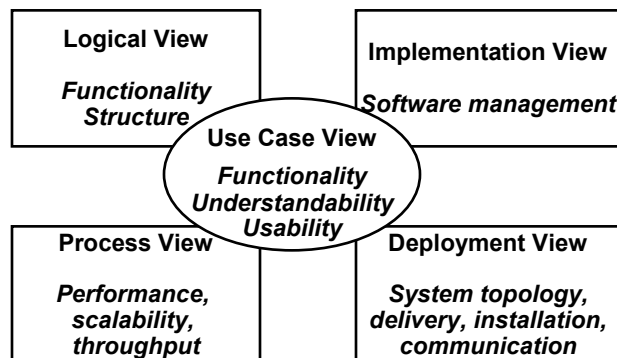 Logical View
Functionality
Structure
Implementation View
Software management
Use Case View
Functionality
Understandability
Usability
Process View
Performance,
scalability,
throughput
Deployment View
System topology,
delivery, installation,
communication